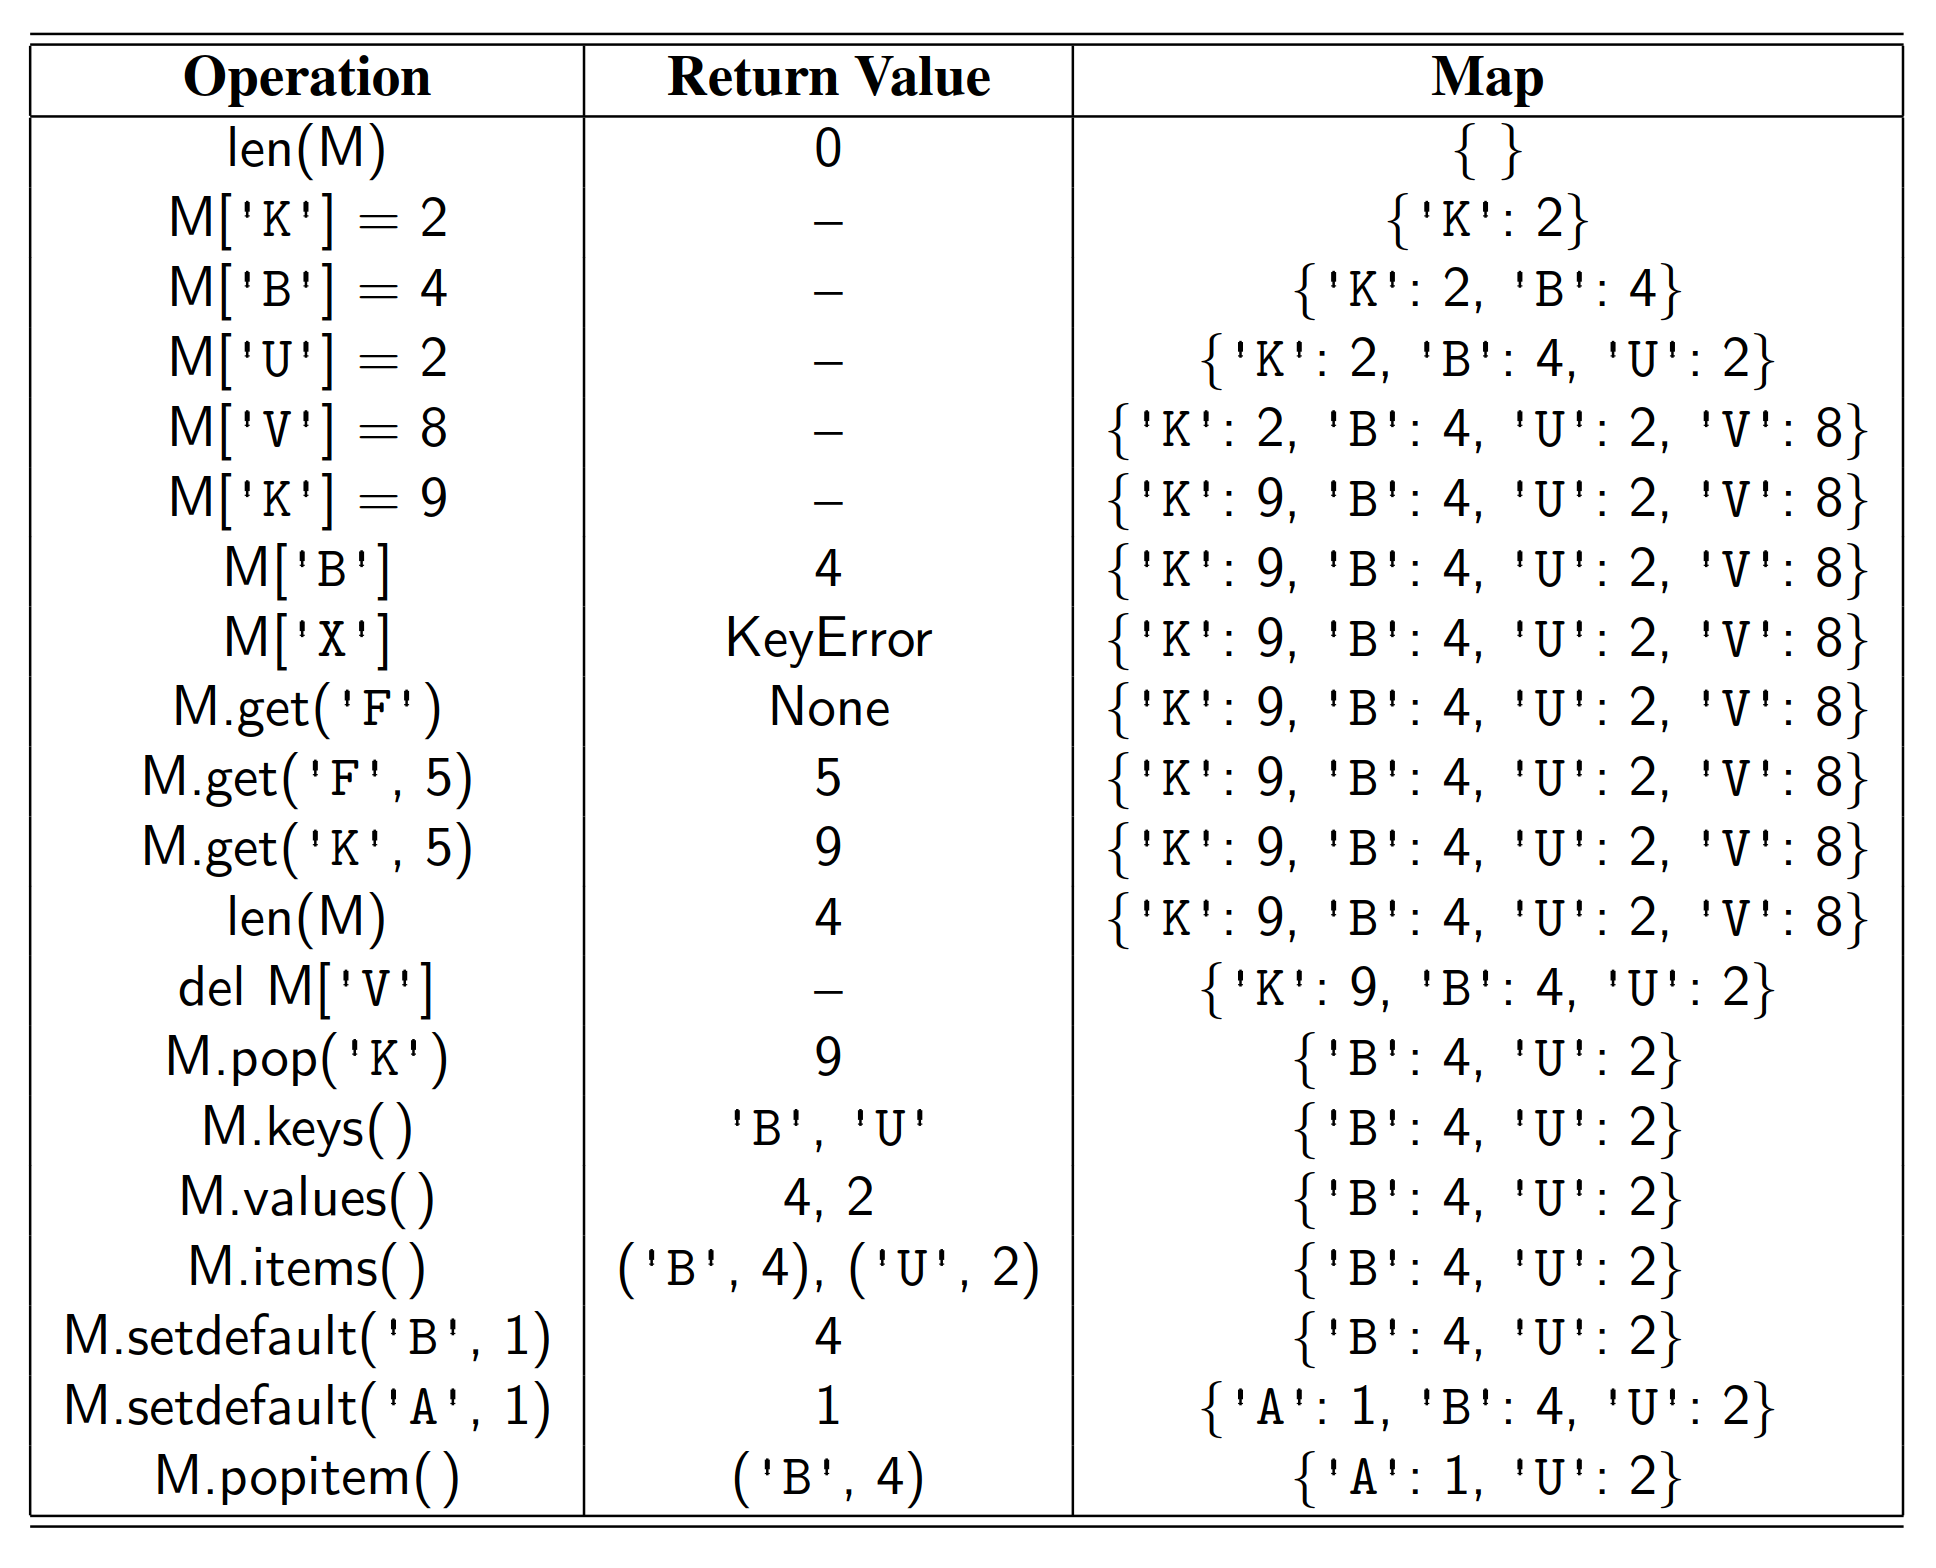 Operation Return Value Map
len(M) 0 { }
M['K'] = 2 – {'K': 2}
M['B'] = 4 – {'K': 2, 'B': 4}
M['U'] = 2 – {'K': 2, 'B': 4, 'U': 2}
M['V'] = 8 – {'K': 2, 'B': 4, 'U': 2, 'V': 8}
M['K'] = 9 – {'K': 9, 'B': 4, 'U': 2, 'V': 8}
M['B'] 4 {'K': 9, 'B': 4, 'U': 2, 'V': 8}
M['X'] KeyError {'K': 9, 'B': 4, 'U': 2, 'V': 8}
M.get('F') None {'K': 9, 'B': 4, 'U': 2, 'V': 8}
M.get('F', 5) 5 {'K': 9, 'B': 4, 'U': 2, 'V': 8}
M.get('K', 5) 9 {'K': 9, 'B': 4, 'U': 2, 'V': 8}
len(M) 4 {'K': 9, 'B': 4, 'U': 2, 'V': 8}
del M['V'] – {'K': 9, 'B': 4, 'U': 2}
M.pop('K') 9 {'B': 4, 'U': 2}
M.keys() 'B', 'U' {'B': 4, 'U': 2}
M.values() 4, 2 {'B': 4, 'U': 2}
M.items() ('B', 4), ('U', 2) {'B': 4, 'U': 2}
M.setdefault('B', 1) 4 {'B': 4, 'U': 2}
M.setdefault('A', 1) 1 {'A': 1, 'B': 4, 'U': 2}
M.popitem() ('B', 4) {'A': 1, 'U': 2}